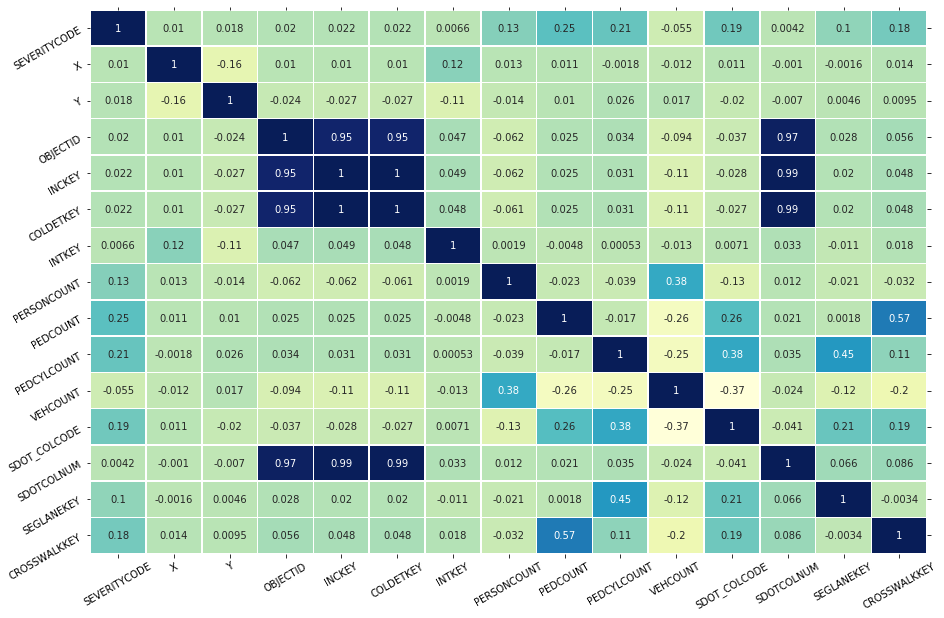 SEVERITYCODE 1 0.01 0.018 0.02 0.022 0.022 0.0066 0.13 0.25 0.21 -0.055 0.19 0.0042 0.1 0.18
X 0.01 1 -0.16 0.01 0.01 0.01 0.12 0.013 0.011 -0.0018 -0.012 0.011 -0.001 -0.0016 0.014
Y 0.018 -0.16 1 -0.024 -0.027 -0.027 -0.11 -0.014 0.01 0.026 0.017 -0.02 -0.007 0.0046 0.0095
OBJECTID 0.02 0.01 -0.024 1 0.95 0.95 0.047 -0.062 0.025 0.034 -0.094 -0.037 0.97 0.028 0.056
INCKEY 0.022 0.01 -0.027 0.95 1 1 0.049 -0.062 0.025 0.031 -0.11 -0.028 0.99 0.02 0.048
COLDETKEY 0.022 0.01 -0.027 0.95 1 1 0.048 -0.061 0.025 0.031 -0.11 -0.027 0.99 0.02 0.048
INTKEY 0.0066 0.12 -0.11 0.047 0.049 0.048 1 0.0019 -0.0048 0.00053 -0.013 0.0071 0.033 -0.011 0.018
PERSONCOUNT 0.13 0.013 -0.014 -0.062 -0.062 -0.061 0.0019 1 -0.023 -0.039 0.38 -0.13 0.012 -0.021 -0.032
PEDCOUNT 0.25 0.011 0.01 0.025 0.025 0.025 -0.0048 -0.023 1 -0.017 -0.26 0.26 0.021 0.0018 0.57
PEDCYLCOUNT 0.21 -0.0018 0.026 0.034 0.031 0.031 0.00053 -0.039 -0.017 1 -0.25 0.38 0.035 0.45 0.11
VEHCOUNT -0.055 -0.012 0.017 -0.094 -0.11 -0.11 -0.013 0.38 -0.26 -0.25 1 -0.37 -0.024 -0.12 -0.2
SDOT_COLCODE 0.19 0.011 -0.02 -0.037 -0.028 -0.027 0.0071 -0.13 0.26 0.38 -0.37 1 -0.041 0.21 0.19
SDOTCOLNUM 0.0042 -0.001 -0.007 0.97 0.99 0.99 0.033 0.012 0.021 0.035 -0.024 -0.041 1 0.066 0.086
SEGLANEKEY 0.1 -0.0016 0.0046 0.028 0.02 0.02 -0.011 -0.021 0.0018 0.45 -0.12 0.21 0.066 1 -0.0034
CROSSWALKKEY 0.18 0.014 0.0095 0.056 0.048 0.048 0.018 -0.032 0.57 0.11 -0.2 0.19 0.086 -0.0034 1
SEVERITYCODE X Y OBJECTID INCKEY COLDETKEY INTKEY PERSONCOUNT PEDCOUNT PEDCYLCOUNT VEHCOUNT SDOT_COLCODE SDOTCOLNUM SEGLANEKEY CROSSWALKKEY